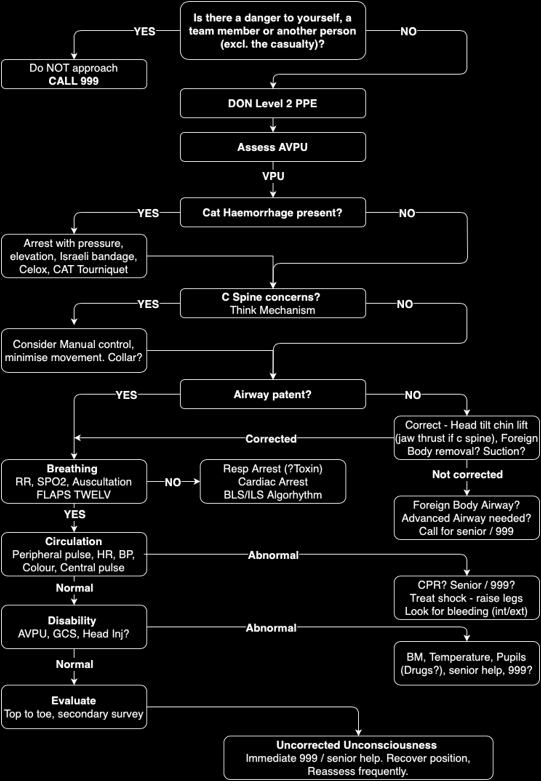 Is there a danger to yourself, a
team member or another person
(excl. the casualty)?
YES
NO
Do NOT approach
CALL 999
DON Level 2 PPE
Assess AVPU
VPU
Cat Haemorrhage present?
YES
NO
Arrest with pressure,
elevation, Israeli bandage,
Celox, CAT Tourniquet
C Spine concerns?
Think Mechanism
YES
NO
Consider Manual control,
minimise movement. Collar?
Airway patent?
YES
NO
Correct - Head tilt chin lift
(jaw thrust if c spine), Foreign
Body removal? Suction?
Corrected
Not corrected
Breathing
RR, SPO2, Auscultation
FLAPS TWELV
NO
Resp Arrest (?Toxin)
Cardiac Arrest
BLS/ILS Algorhythm
Foreign Body Airway?
Advanced Airway needed?
Call for senior / 999
YES
Circulation
Peripheral pulse, HR, BP,
Colour, Central pulse
Abnormal
CPR? Senior / 999?
Treat shock - raise legs
Look for bleeding (int/ext)
Normal
Disability
AVPU, GCS, Head Inj?
Abnormal
BM, Temperature, Pupils
(Drugs?), senior help, 999?
Normal
Evaluate
Top to toe, secondary survey
Uncorrected Unconsciousness
Immediate 999 / senior help. Recover position,
Reassess frequently.